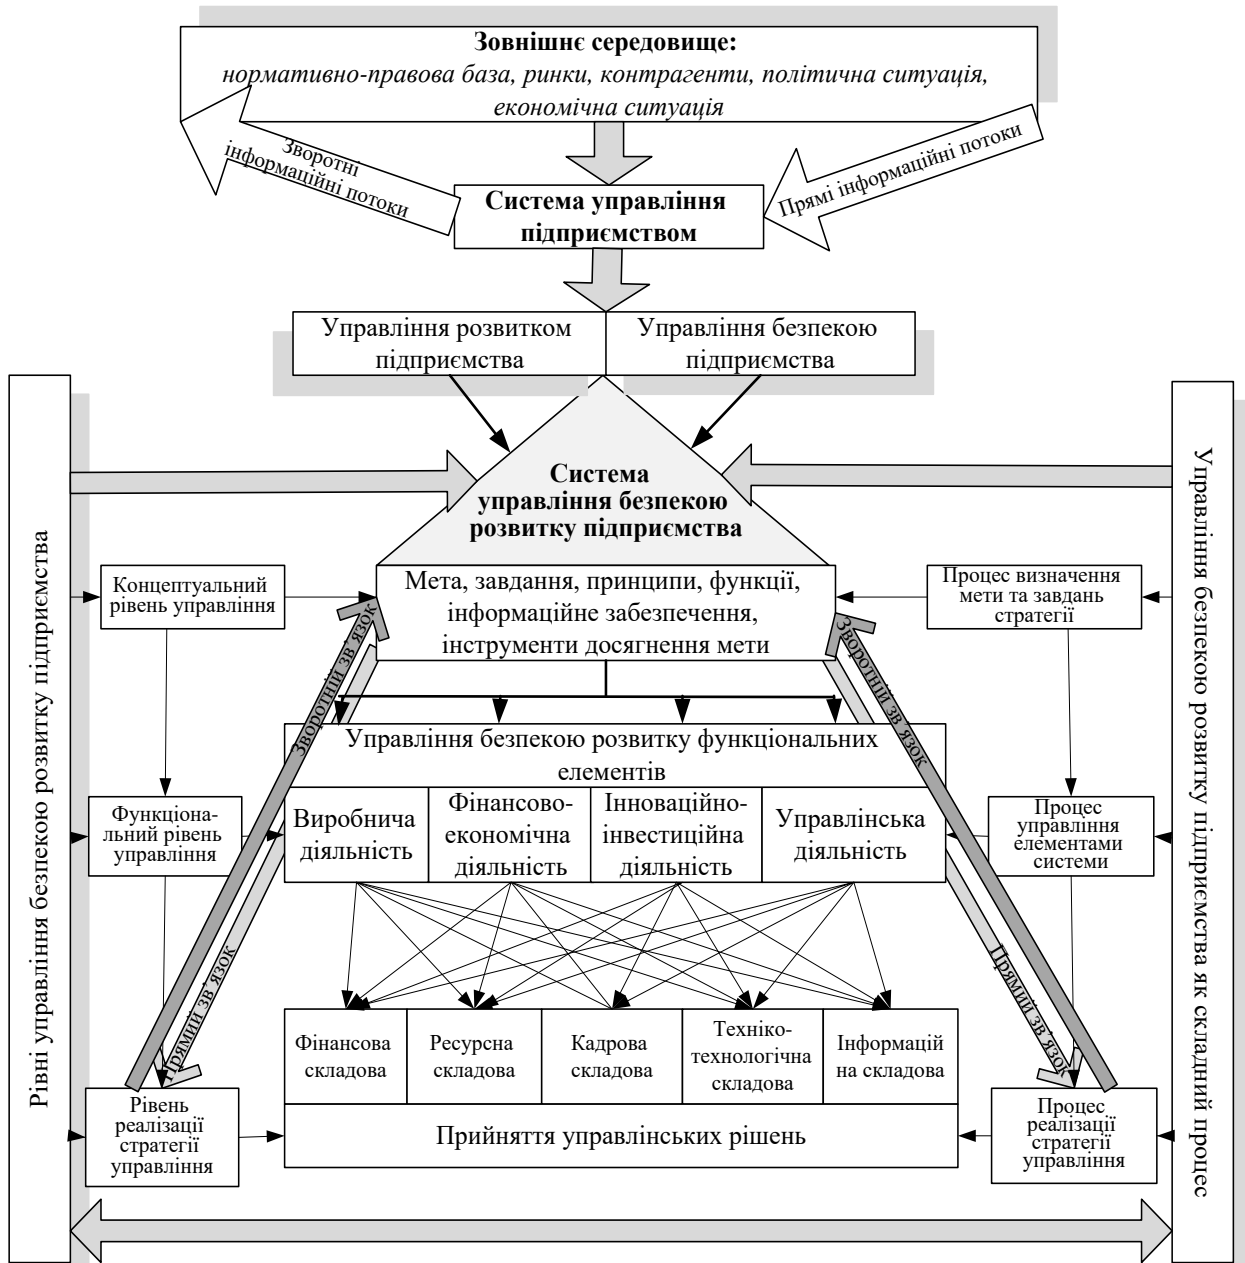 Зовнішнє середовище:
нормативно-правова база, ринки, контрагенти, політична ситуація,
економічна ситуація
Зворотні
інформаційні потоки
Прямі інформаційні потоки
Система управління
підприємством
Управління розвитком
підприємства
Управління безпекою
підприємства
Рівні управління безпекою розвитку підприємства
Управління безпекою розвитку підприємства як складний процес
Система
управління безпекою
розвитку підприємства
Концептуальний
рівень управління
Мета, завдання, принципи, функції,
інформаційне забезпечення,
інструменти досягнення мети
Процес визначення
мети та завдань
стратегії
Зворотній зв’язок
Зворотній зв’язок
Управління безпекою розвитку функціональних
елементів
Функціона-
льний рівень
управління
Виробнича
діяльність
Фінансово-
економічна
діяльність
Інноваційно-
інвестиційна
діяльність
Управлінська
діяльність
Процес
управління
елементами
системи
Прямий зв’язок
Прямий зв’язок
Фінансова
складова
Ресурсна
складова
Кадрова
складова
Техніко-
технологічна
складова
Інформацій
на складова
Рівень
реалізації
стратегії
управління
Прийняття управлінських рішень
Процес
реалізації
стратегії
управління